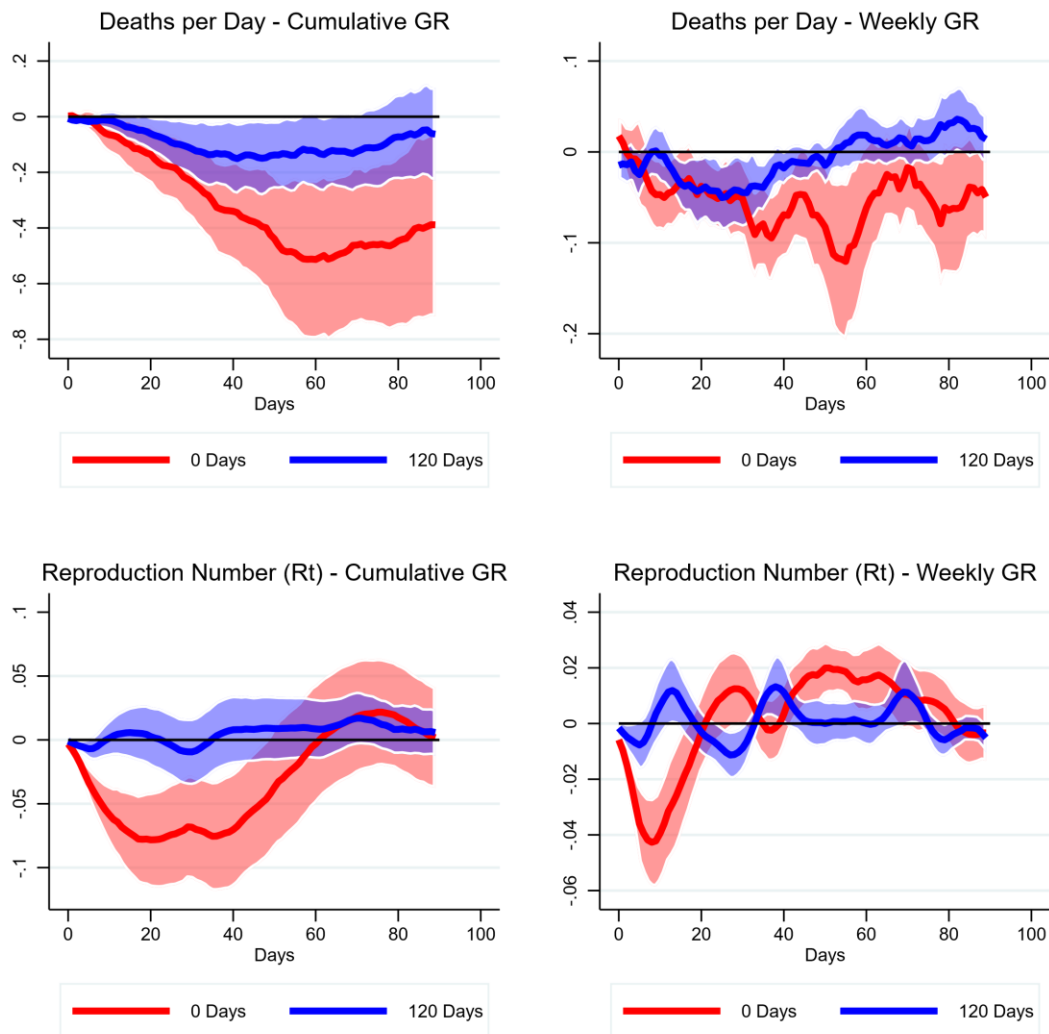 Deaths per Day - Cumulative GR
.2
0
-.2
-.4
-.6
-.8
0 20 40 60 80 100
Days
0 Days 120 Days
Deaths per Day - Weekly GR
.1
0
-.1
-.2
0 20 40 60 80 100
Days
0 Days 120 Days
Reproduction Number (Rt) - Cumulative GR
.1
.05
0
-.05
-.1
0 20 40 60 80 100
Days
0 Days 120 Days
Reproduction Number (Rt) - Weekly GR
.04
.02
0
-.02
-.04
-.06
0 20 40 60 80 100
Days
0 Days 120 Days